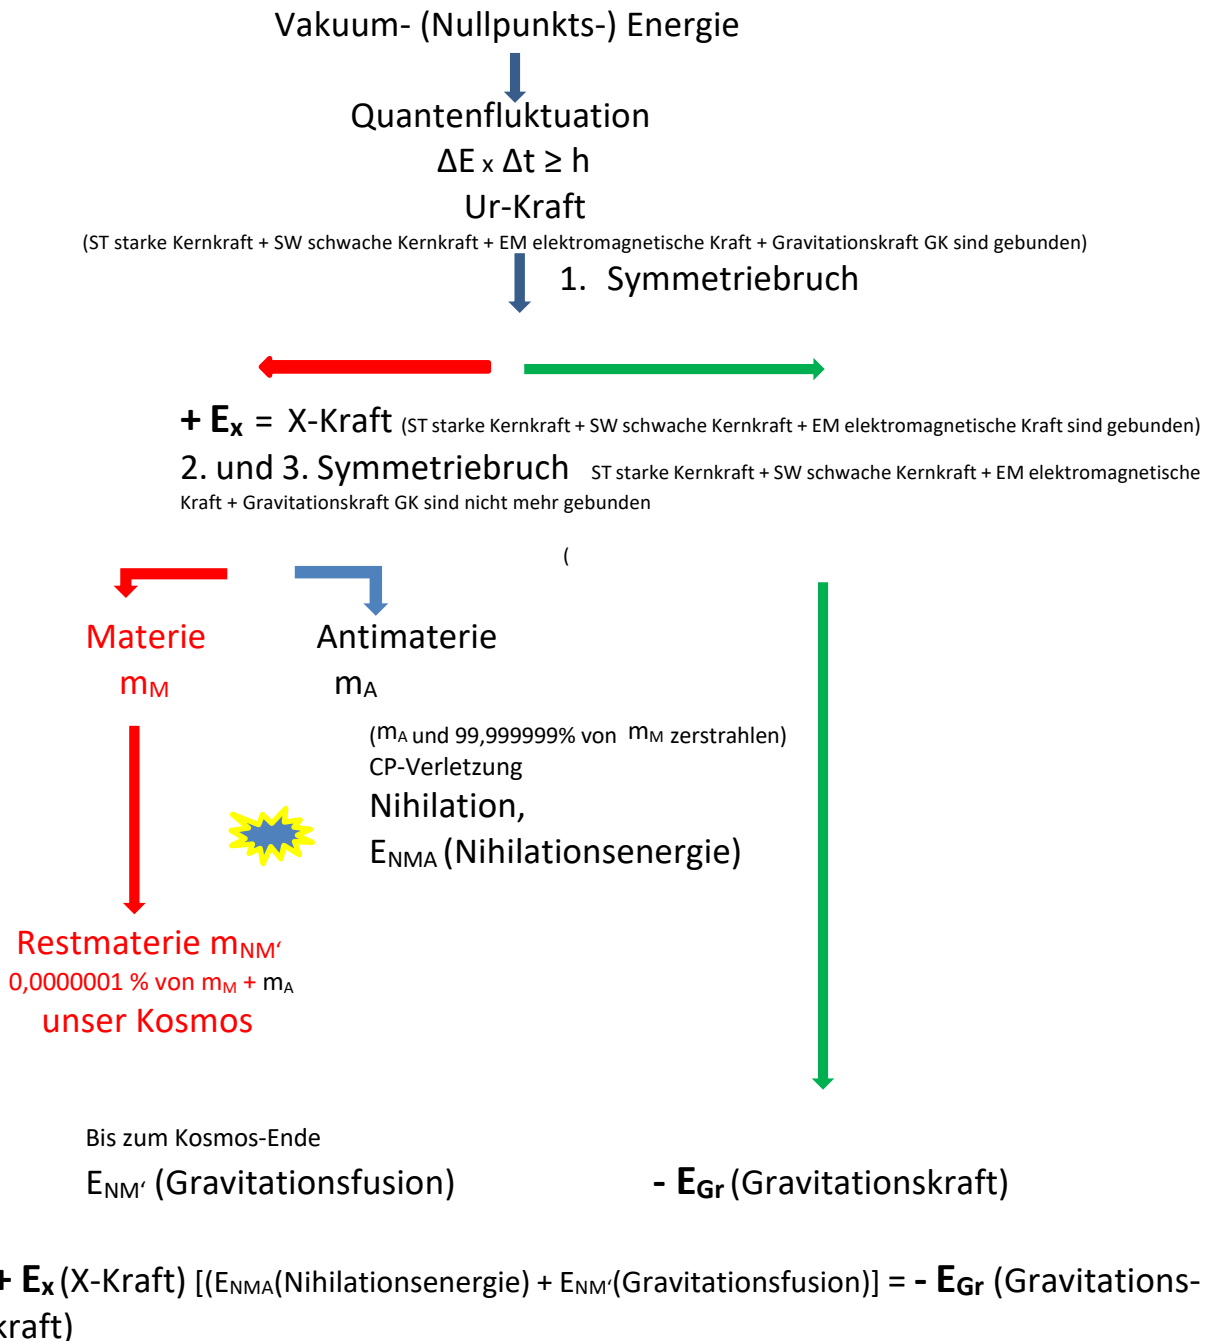 Vakuum- (Nullpunkts-) Energie
Quantenfluktuation
ΔE x Δt ≥ h
Ur-Kraft
(ST starke Kernkraft + SW schwache Kernkraft + EM elektromagnetische Kraft + Gravitationskraft GK sind gebunden)
1. Symmetriebruch
+ Ex = X-Kraft (ST starke Kernkraft + SW schwache Kernkraft + EM elektromagnetische Kraft sind gebunden)
2. und 3. Symmetriebruch ST starke Kernkraft + SW schwache Kernkraft + EM elektromagnetische
Kraft + Gravitationskraft GK sind nicht mehr gebunden
(
Materie
mM
Antimaterie
mA
(mA und 99,999999% von mM zerstrahlen)
CP-Verletzung
Nihilation,
ENMA (Nihilationsenergie)
Restmaterie mNM‘
0,0000001 % von mM + mA
unser Kosmos
Bis zum Kosmos-Ende
ENM‘ (Gravitationsfusion)
- EGr (Gravitationskraft)
+ Ex (X-Kraft) [(ENMA(Nihilationsenergie) + ENM‘(Gravitationsfusion)] = - EGr (Gravitations-
kraft)